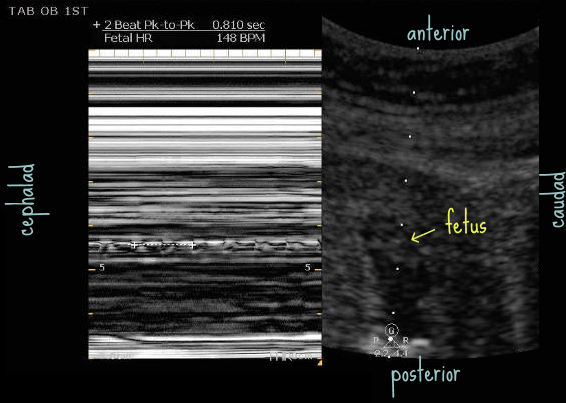 TAB OB 1ST
+ 2 Beat Pk-to-Pk 0.810 sec
Fetal HR 148 BPM
anterior
cephalad
caudad
fetus
5 5
G
P R
posterior